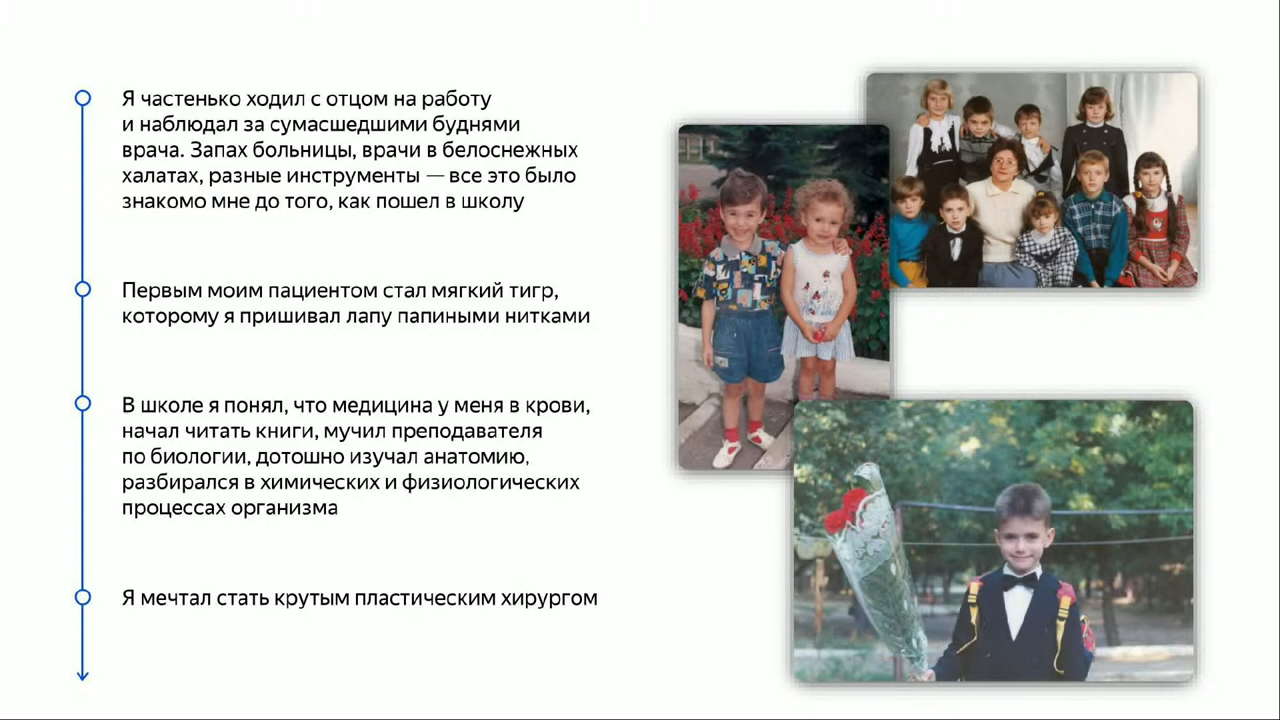 Я частенько ходил с отцом на работу
и наблюдал за сумасшедшими буднями
врача. Запах больницы, врачи в белоснежных
халатах, разные инструменты — все это было
знакомо мне до того, как пошел в школу
Первым моим пациентом стал мягкий тигр,
которому я пришивал лапу папиными нитками
В школе я понял, что медицина у меня в крови,
начал читать книги, мучил преподавателя
по биологии, дотошно изучал анатомию,
разбирался в химических и физиологических
процессах организма
Я мечтал стать крутым пластическим хирургом